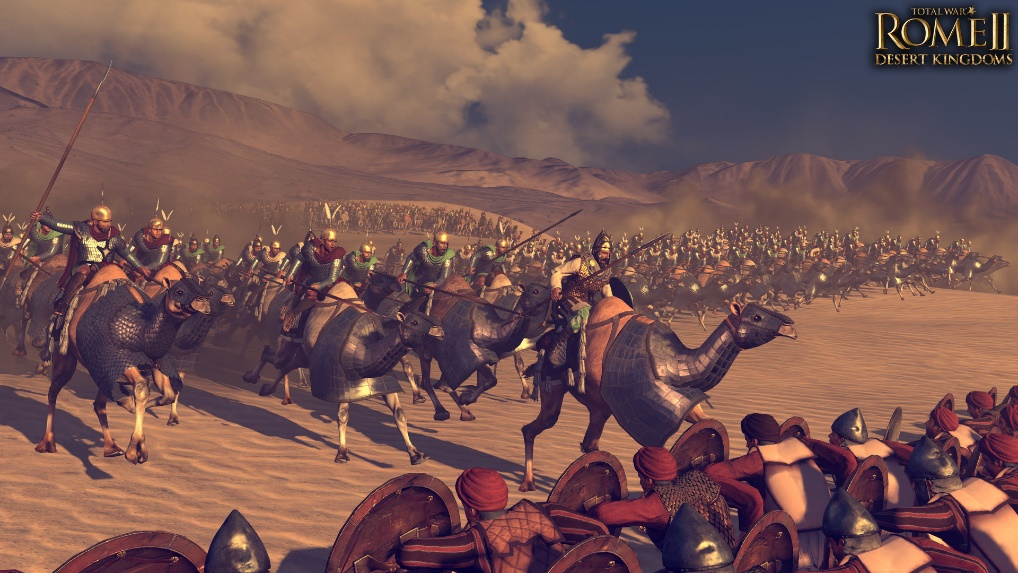 TOTAL WAR
ROME II
DESERT KINGDOMS